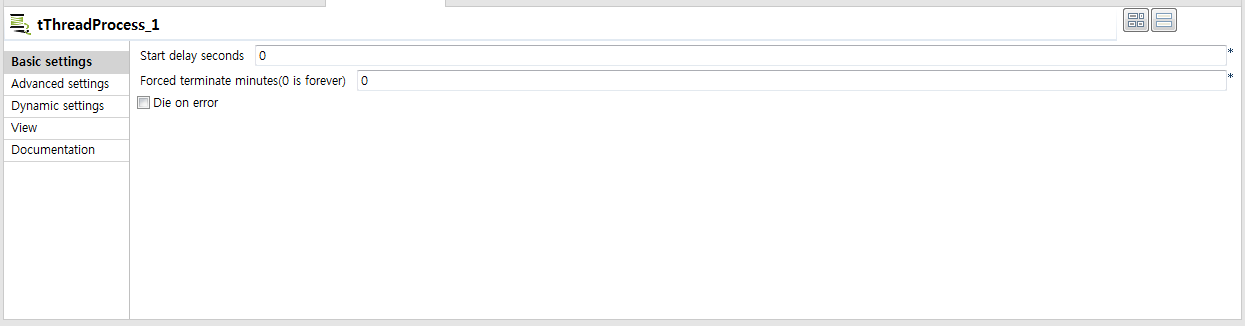 tThreadProcess_1
Basic settings
Advanced settings
Dynamic settings
View
Documentation
Start delay seconds 0 *
Forced terminate minutes(0 is forever) 0 *
Die on error